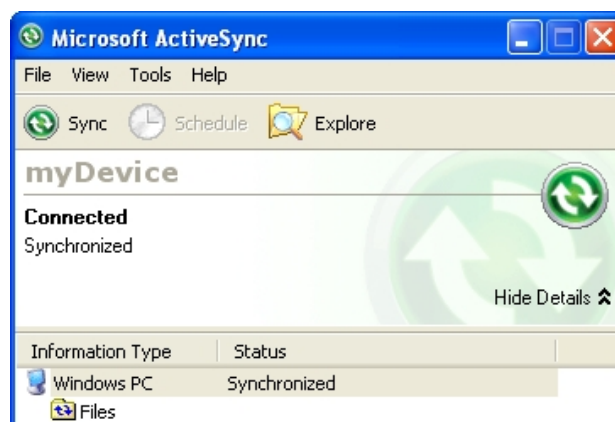 Microsoft ActiveSync
File View Tools Help
Sync Schedule Explore
myDevice
Connected
Synchronized
Hide Details
Information Type Status
Windows PC Synchronized
Files